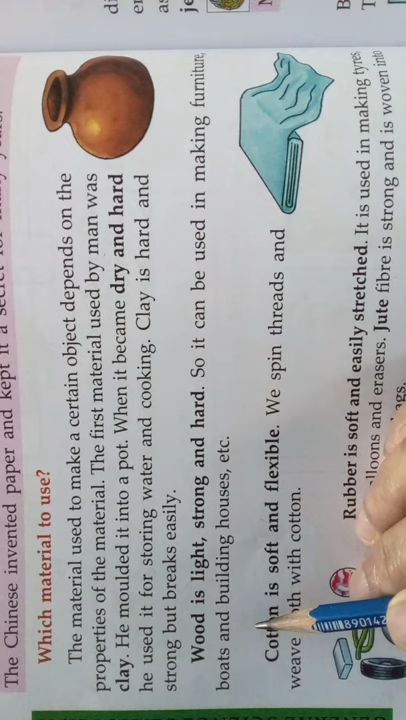 The Chinese invented paper and kept it a secret for
Which material to use?
The material used to make a certain object depends on the
properties of the material. The first material used by man was
clay. He moulded it into a pot. When it became dry and hard
he used it for storing water and cooking. Clay is hard and
strong but breaks easily.
Wood is light, strong and hard. So it can be used in making furniture,
boats and building houses, etc.
Cotton is soft and flexible. We spin threads and
weave cloth with cotton.
Rubber is soft and easily stretched. It is used in making tyres
balloons and erasers. Jute fibre is strong and is woven into
890142